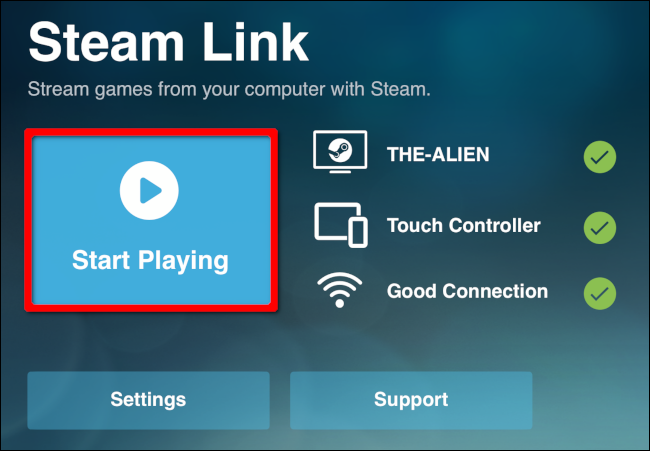 Steam Link
Stream games from your computer with Steam.
Start Playing
THE-ALIEN
Touch Controller
Good Connection
Settings
Support